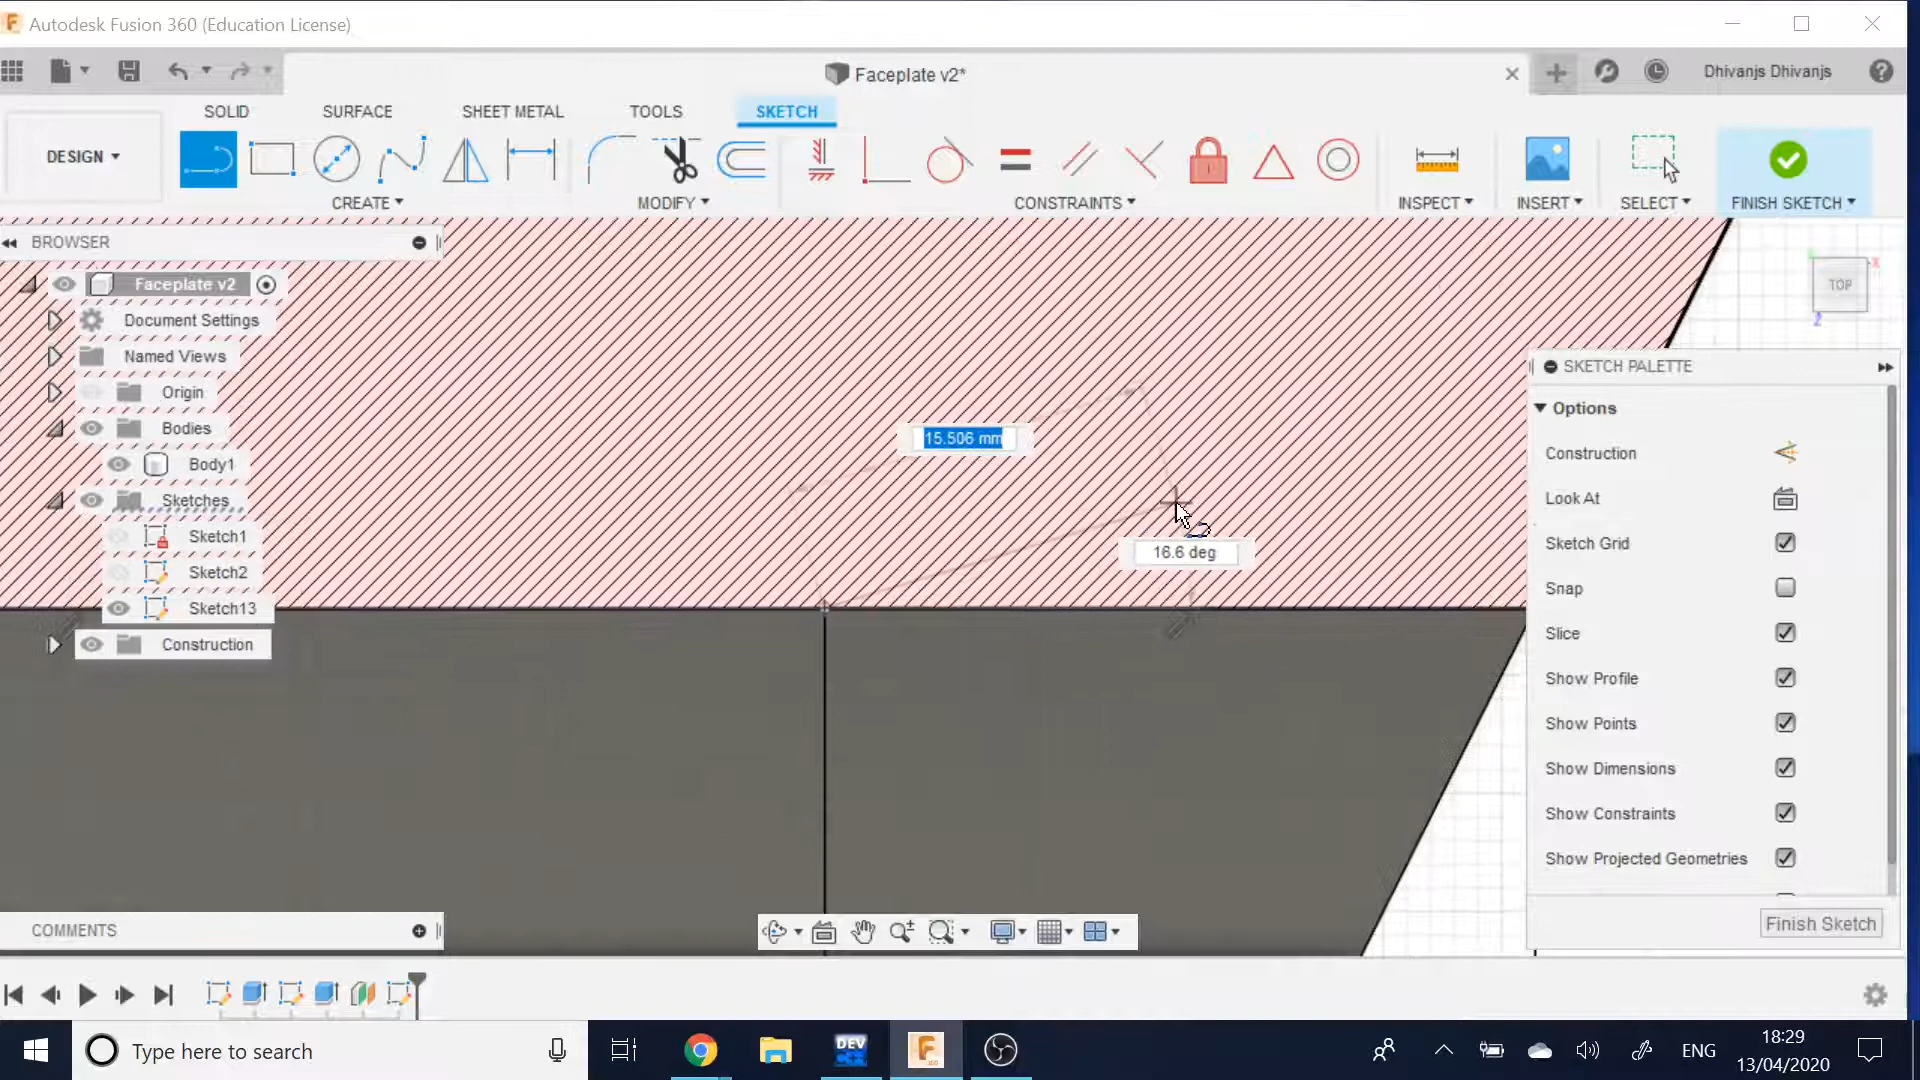 Autodesk Fusion 360 (Education License)
Faceplate v2*
Dhivanjs Dhivanjs
SOLID
SURFACE
SHEET METAL
TOOLS
SKETCH
DESIGN
CREATE
MODIFY
CONSTRAINTS
INSPECT
INSERT
SELECT
FINISH SKETCH
BROWSER
Faceplate v2
Document Settings
Named Views
Origin
Bodies
Body1
Sketches
Sketch1
Sketch2
Sketch13
Construction
15.506 mm
16.6 deg
TOP
X
Z
SKETCH PALETTE
Options
Construction
Look At
Sketch Grid
Snap
Slice
Show Profile
Show Points
Show Dimensions
Show Constraints
Show Projected Geometries
Finish Sketch
COMMENTS
Type here to search
DEV
ENG
18:29
13/04/2020